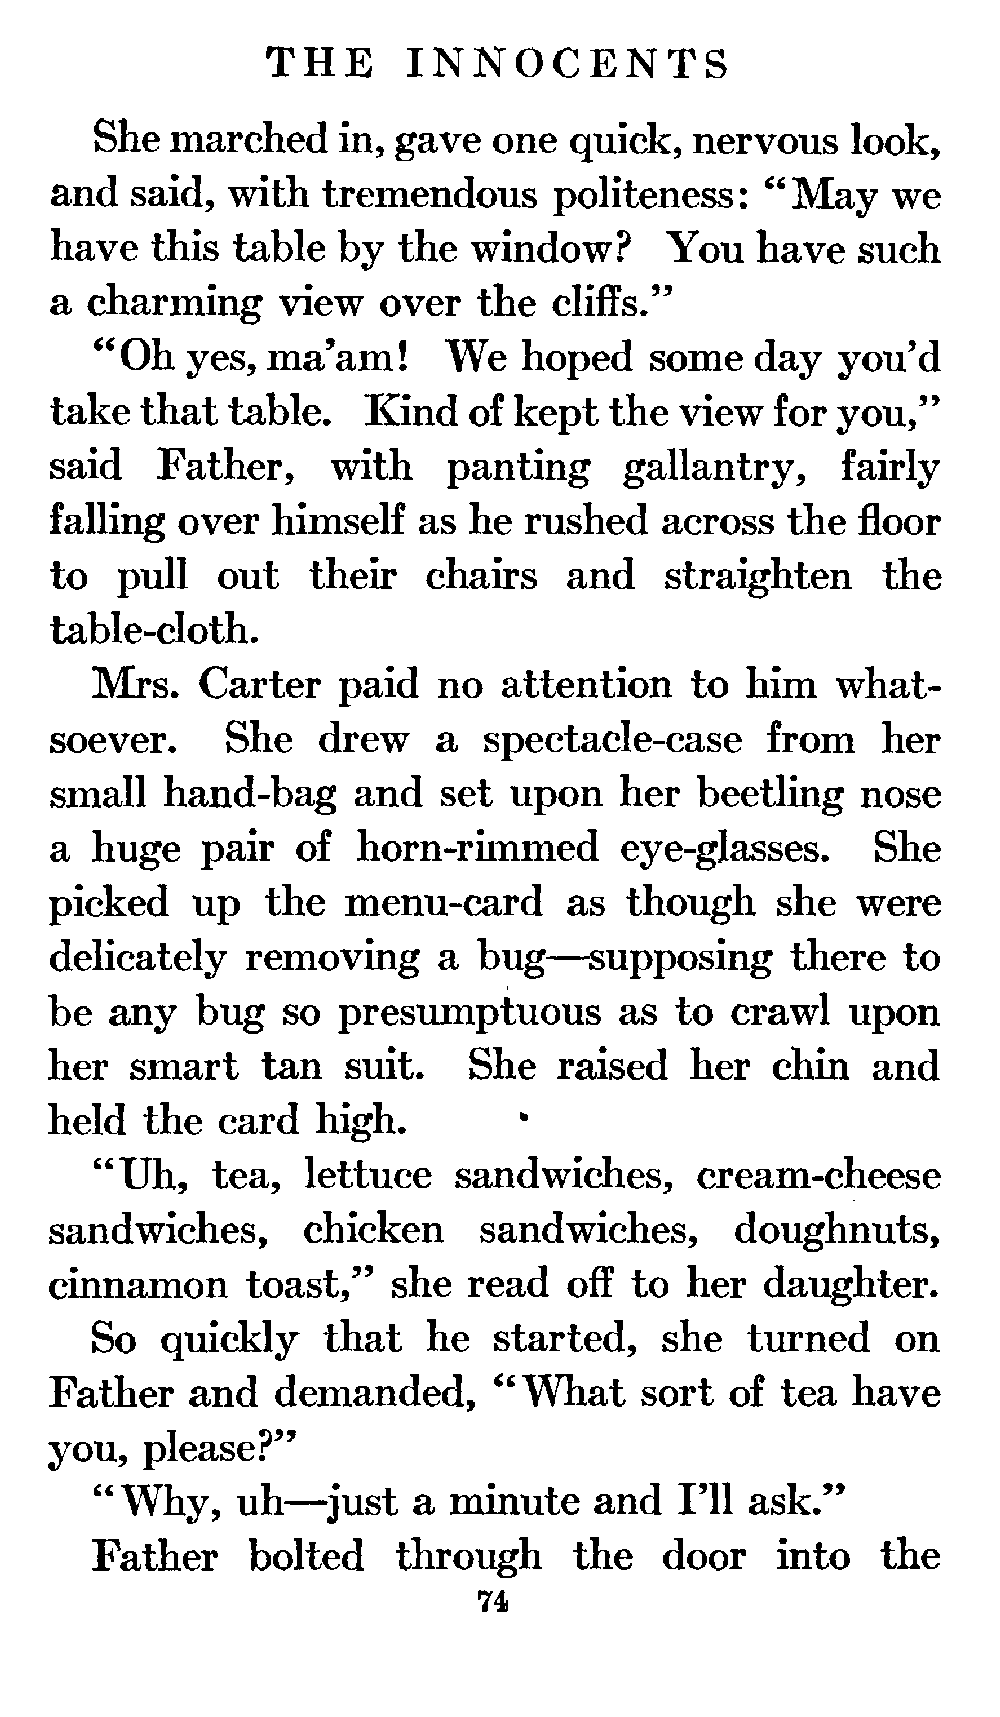 THE INNOCENTS
She marched in, gave one quick, nervous look,
and said, with tremendous politeness: “May we
have this table by the window? You have such
a charming view over the cliffs.”
“Oh yes, ma’am! We hoped some day you’d
take that table. Kind of kept the view for you,”
said Father, with panting gallantry, fairly
falling over himself as he rushed across the floor
to pull out their chairs and straighten the
table-cloth.
Mrs. Carter paid no attention to him what-
soever. She drew a spectacle-case from her
small hand-bag and set upon her beetling nose
a huge pair of horn-rimmed eye-glasses. She
picked up the menu-card as though she were
delicately removing a bug—supposing there to
be any bug so presumptuous as to crawl upon
her smart tan suit. She raised her chin and
held the card high.
“Uh, tea, lettuce sandwiches, cream-cheese
sandwiches, chicken sandwiches, doughnuts,
cinnamon toast,” she read off to her daughter.
So quickly that he started, she turned on
Father and demanded, “What sort of tea have
you, please?”
“Why, uh—just a minute and I’ll ask.”
Father bolted through the door into the
74